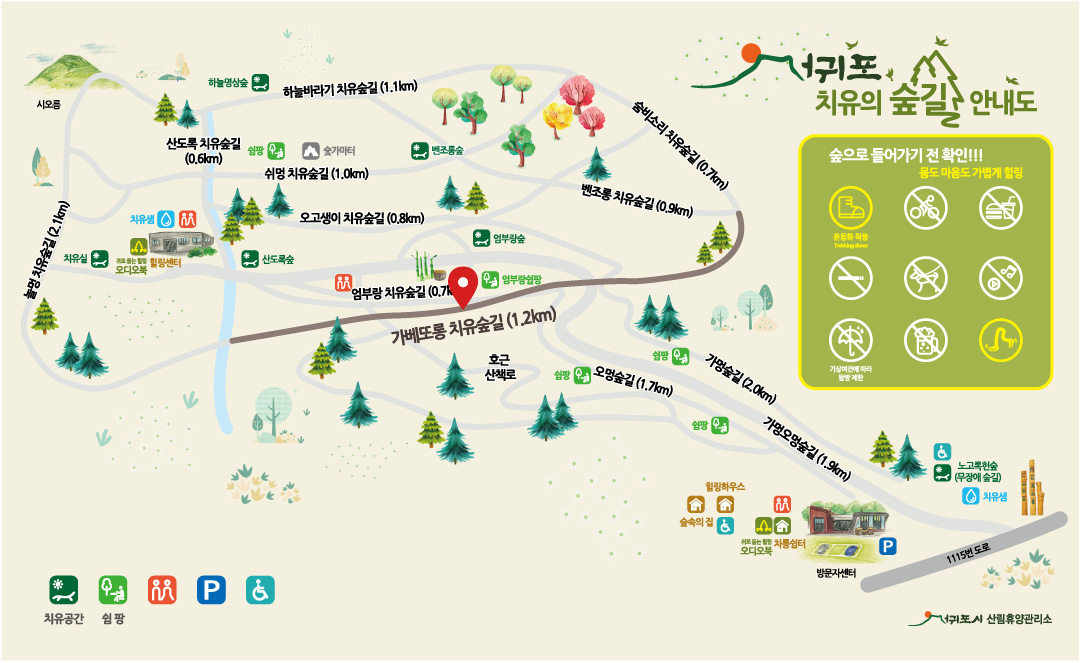 서귀포
치유의 숲길 안내도
숲으로 들어가기 전 확인!!!
몸도 마음도 가볍게 힐링
운동화 착용
Trekking shoes
기상여건에 따라
탐방 제한
시오름
하늘명상숲
하늘바라기 치유숲길 (1.1km)
숨비소리 치유숲길 (0.7km)
산도록 치유숲길
(0.6km)
쉼팡
숯가마터
벤조롱숲
쉬멍 치유숲길 (1.0km)
벤조롱 치유숲길 (0.9km)
놀멍 치유숲길 (2.1km)
치유샘
오고생이 치유숲길 (0.8km)
엄부랑숲
치유실
귀로 듣는 힐링
오디오북
힐링센터
산도록숲
엄부랑 치유숲길 (0.7k
엄부랑쉼팡
가베또롱 치유숲길 (1.2km)
호근
산책로
쉼팡
쉼팡
오멍숲길 (1.7km)
가멍숲길 (2.0km)
쉼팡
가멍오멍숲길 (1.9km)
노고록헌숲
(무장애 숲길)
치유샘
힐링하우스
숲속의 집
귀로 듣는 힐링
오디오북
차롱쉼터
P
방문자센터
1115번 도로
P
치유공간
쉼 팡
서귀포시 산림휴양관리소